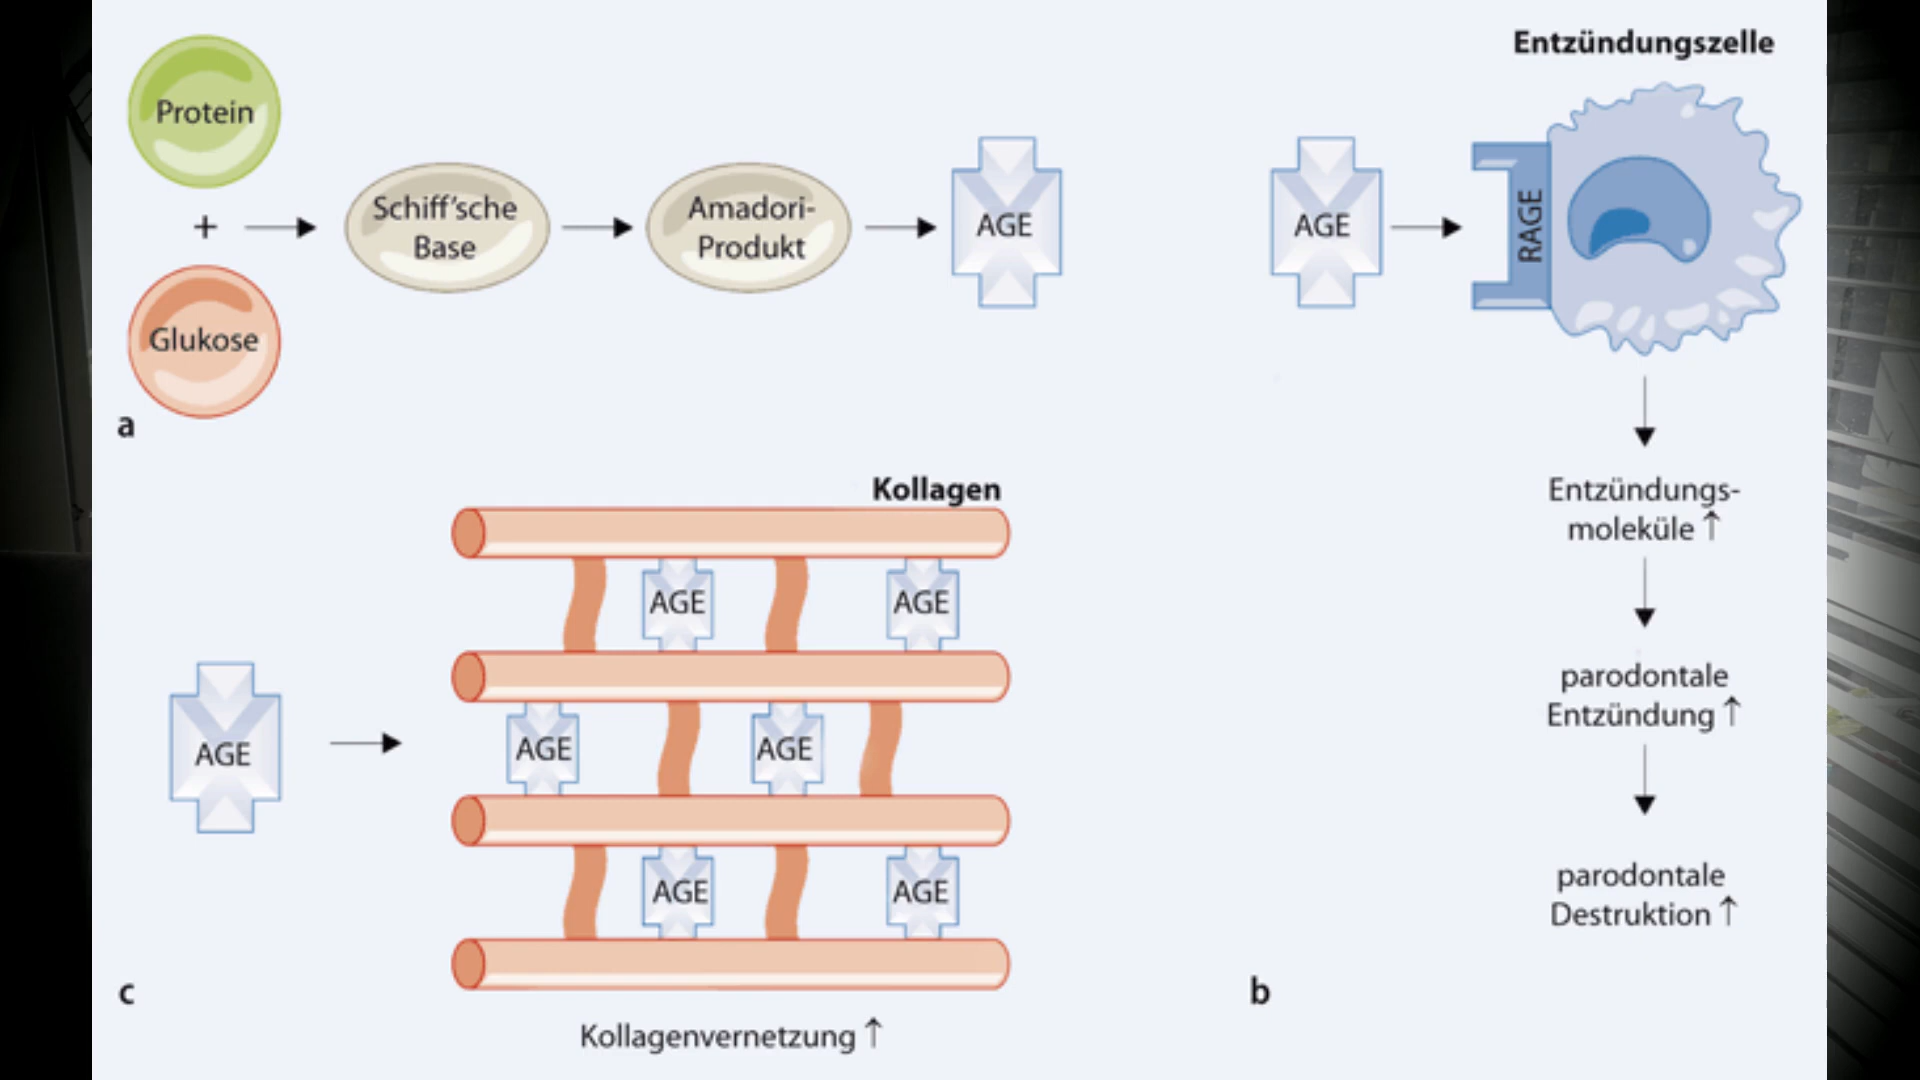 Protein
+
Glukose
Schiff'sche
Base
Amadori-
Produkt
AGE
a
Entzündungszelle
AGE
RAGE
Entzündungs-
moleküle ↑
parodontale
Entzündung ↑
parodontale
Destruktion ↑
b
Kollagen
AGE
AGE
AGE
AGE
AGE
AGE
AGE
Kollagenvernetzung ↑
c